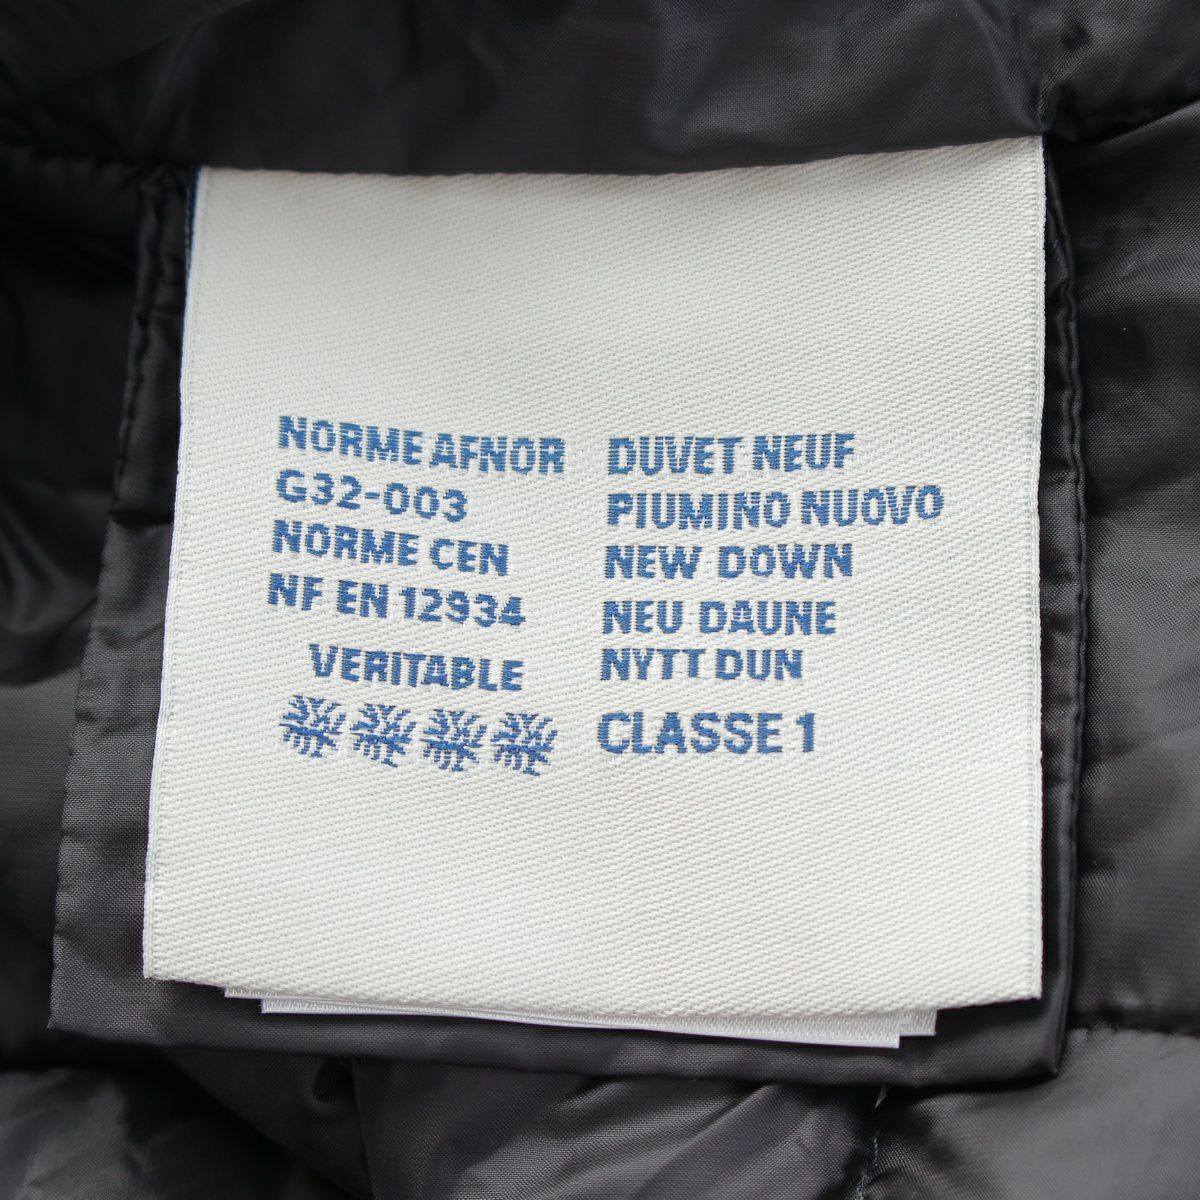 NORME AFNOR
G32-003
NORME CEN
NF EN 12934
VERITABLE
DUVET NEUF
PIUMINO NUOVO
NEW DOWN
NEU DAUNE
NYTT DUN
CLASSE 1